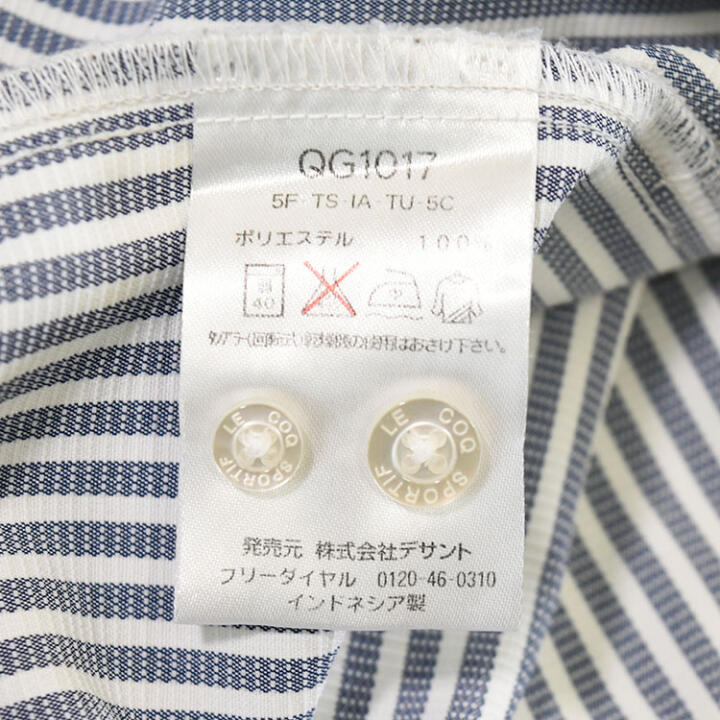 QG1017
5F-TS-IA-TU-5C
ポリエステル 100%
弱
40
タンブラー(回転式)乾燥機の使用はおさけ下さい。
LE COQ SPORTIF
LE COQ SPORTIF
発売元 株式会社デサント
フリーダイヤル 0120-46-0310
インドネシア製